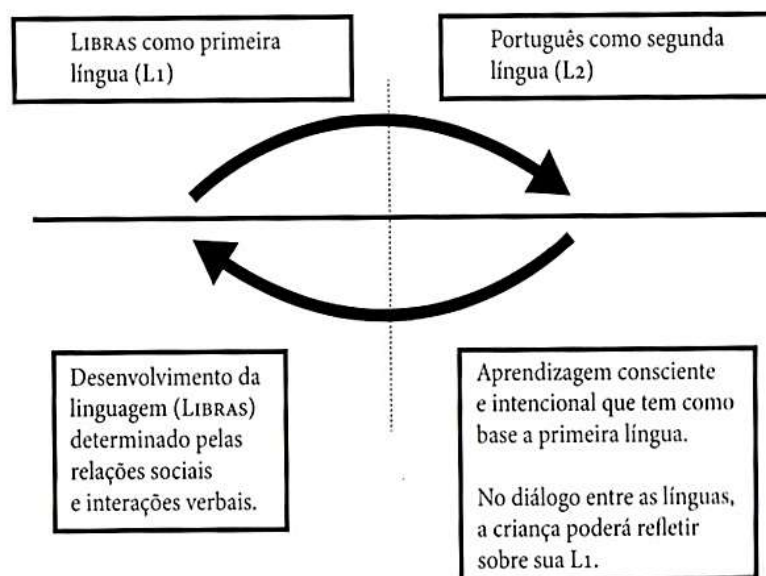 LIBRAS como primeira
língua (L1)
Português como segunda
língua (L2)
Desenvolvimento da
linguagem (LIBRAS)
determinado pelas
relações sociais
e interações verbais.
Aprendizagem consciente
e intencional que tem como
base a primeira língua.
No diálogo entre as línguas,
a criança poderá refletir
sobre sua L1.